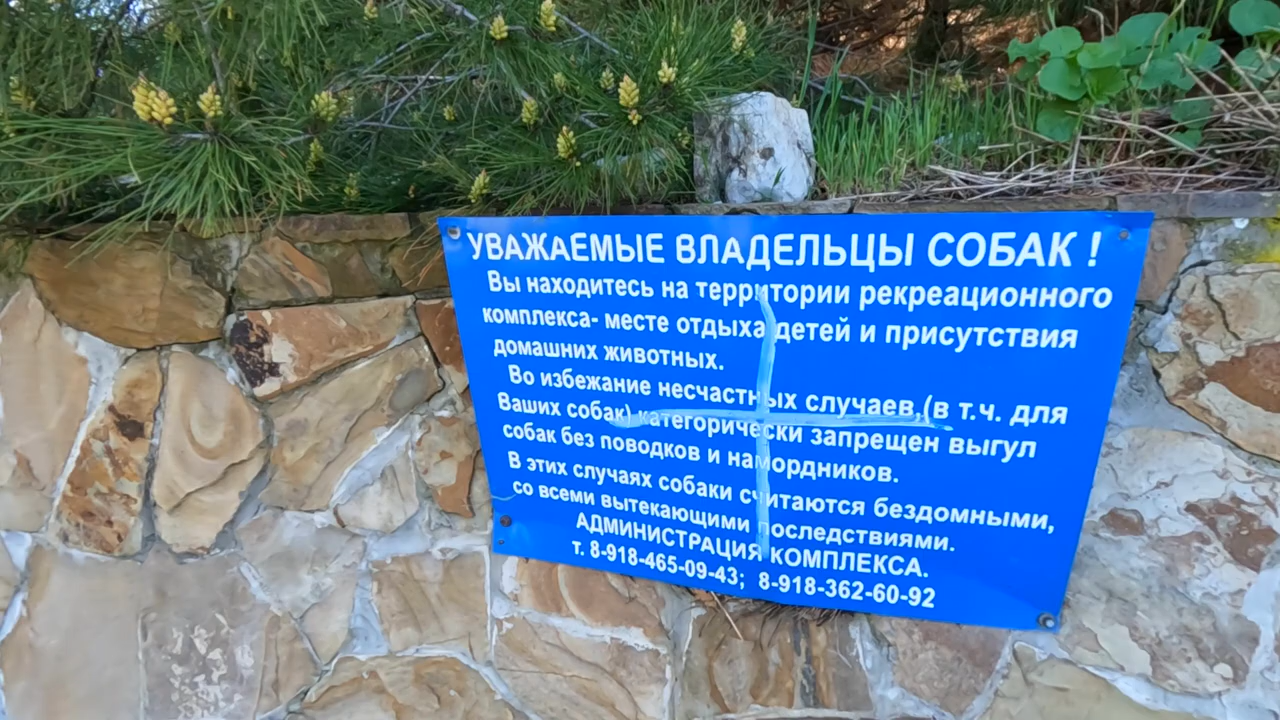 УВАЖАЕМЫЕ ВЛАДЕЛЬЦЫ СОБАК !
Вы находитесь на территории рекреационного
комплекса- месте отдыха детей и присутствия
домашних животных.
Во избежание несчастных случаев,(в т.ч. для
Ваших собак) категорически запрещен выгул
собак без поводков и намордников.
В этих случаях собаки считаются бездомными,
со всеми вытекающими последствиями.
АДМИНИСТРАЦИЯ КОМПЛЕКСА.
т. 8-918-465-09-43; 8-918-362-60-92